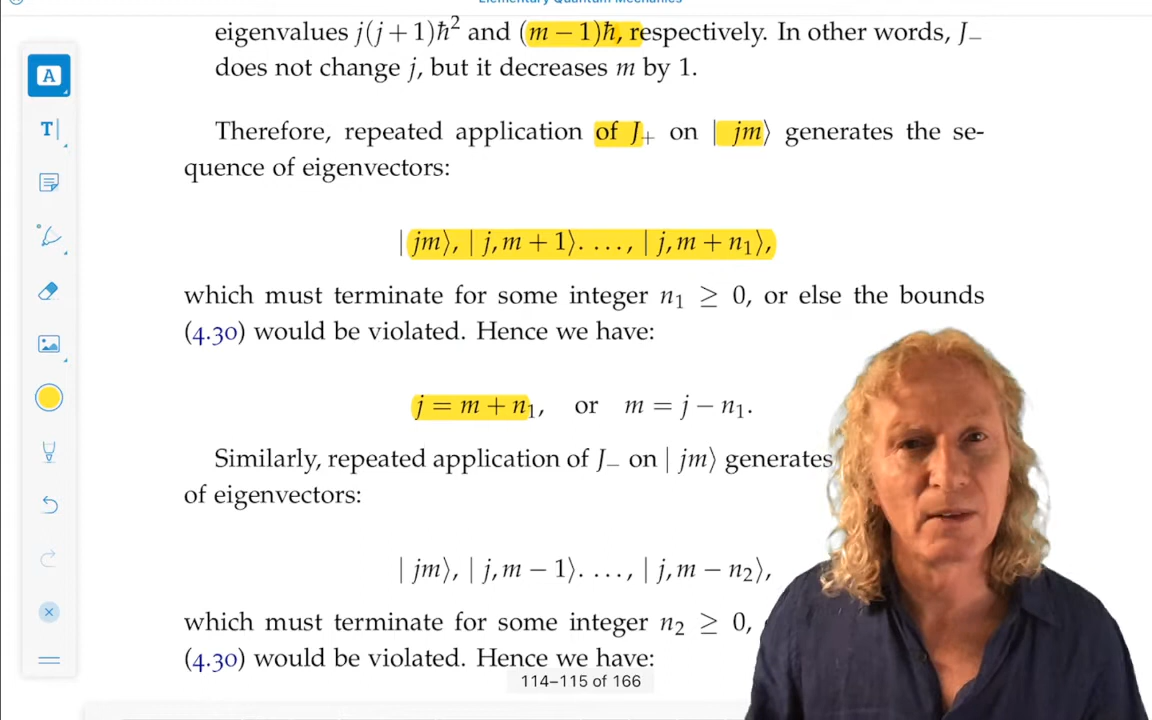 Elementary Quantum Mechanics
eigenvalues j(j + 1)ħ² and (m − 1)ħ, respectively. In other words, J₋
does not change j, but it decreases m by 1.
Therefore, repeated application of J₊ on | jm⟩ generates the se-
quence of eigenvectors:
| jm⟩, | j, m + 1⟩. . . . , | j, m + n₁⟩,
which must terminate for some integer n₁ ≥ 0, or else the bounds
(4.30) would be violated. Hence we have:
j = m + n₁, or m = j − n₁.
Similarly, repeated application of J₋ on | jm⟩ generates
of eigenvectors:
| jm⟩, | j, m − 1⟩. . . . , | j, m − n₂⟩,
which must terminate for some integer n₂ ≥ 0,
(4.30) would be violated. Hence we have:
114–115 of 166
A
T